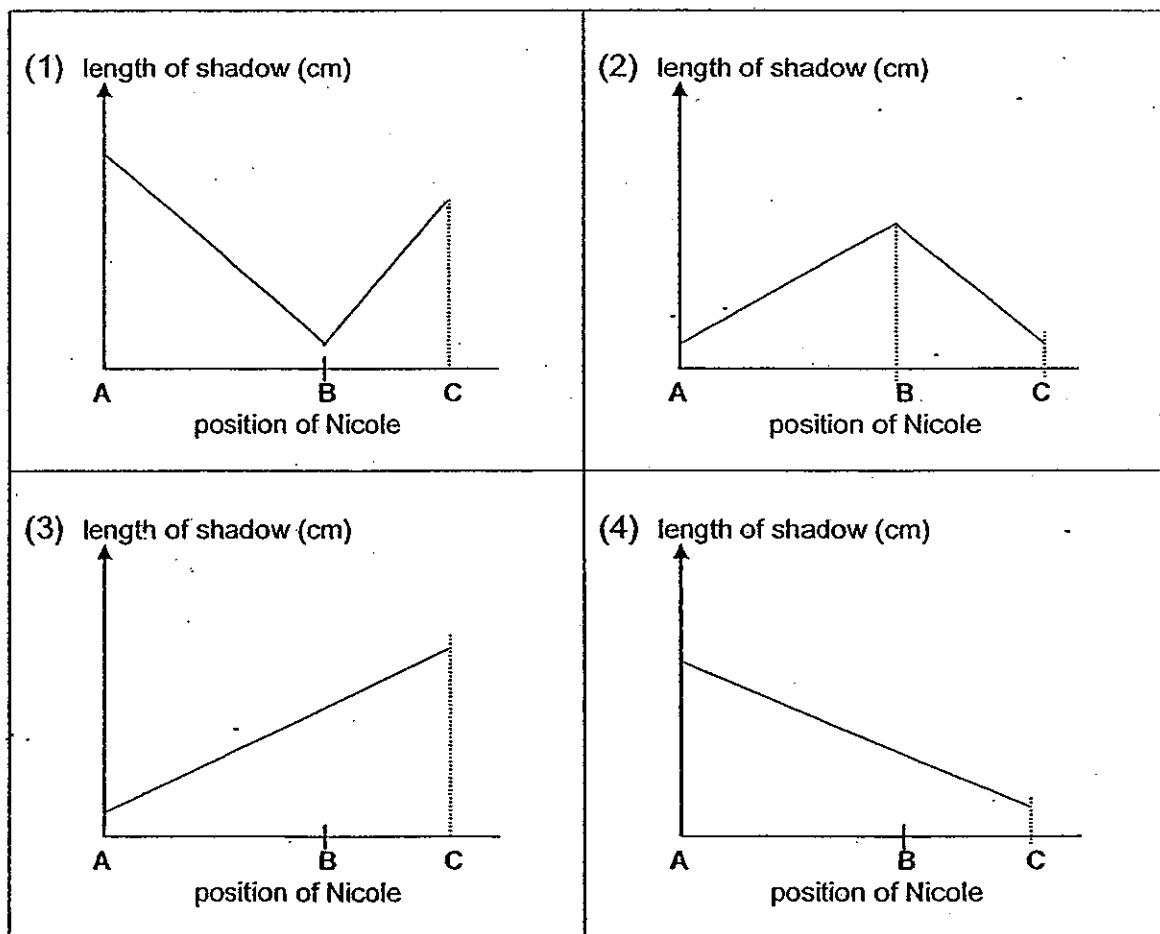 (1) length of shadow (cm)
A B C
position of Nicole
(2) length of shadow (cm)
A B C
position of Nicole
(3) length of shadow (cm)
A B C
position of Nicole
(4) length of shadow (cm)
A B C
position of Nicole